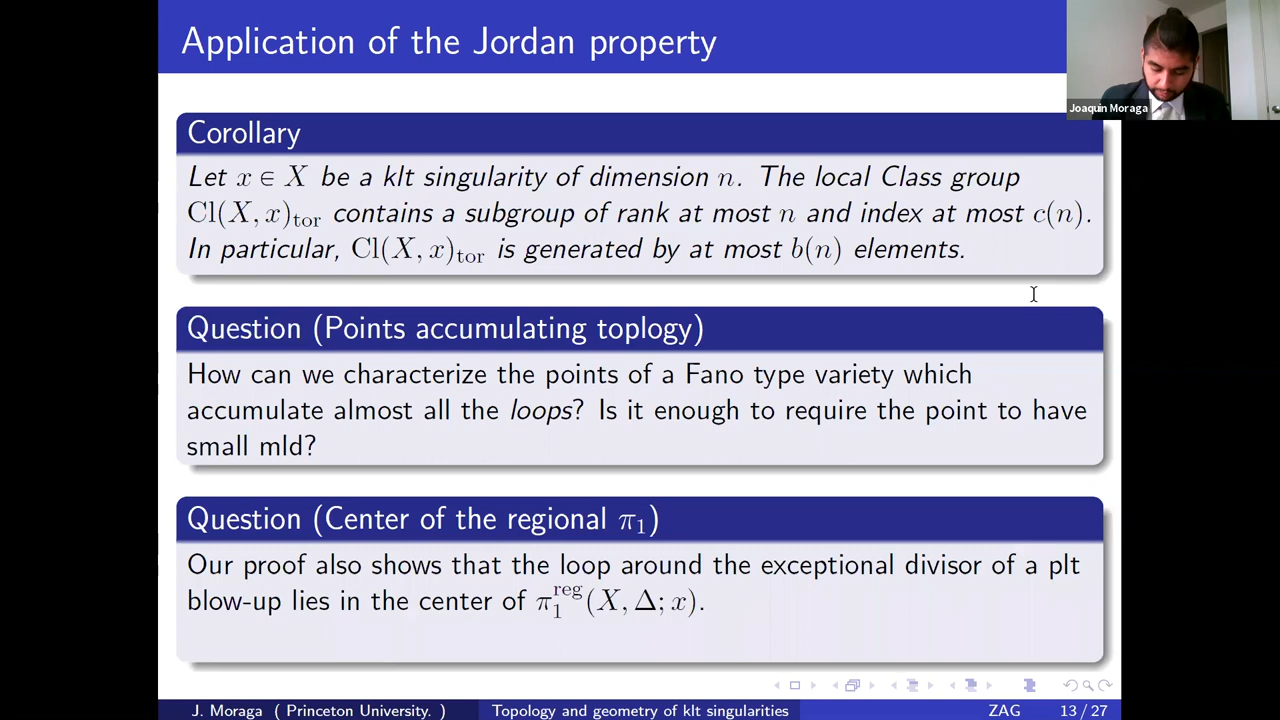 Application of the Jordan property
Joaquin Moraga
Corollary
Let x ∈ X be a klt singularity of dimension n. The local Class group
Cl(X, x)_tor contains a subgroup of rank at most n and index at most c(n).
In particular, Cl(X, x)_tor is generated by at most b(n) elements.
Question (Points accumulating toplogy)
How can we characterize the points of a Fano type variety which
accumulate almost all the loops? Is it enough to require the point to have
small mld?
Question (Center of the regional π₁)
Our proof also shows that the loop around the exceptional divisor of a plt
blow-up lies in the center of π₁^reg(X, Δ; x).
J. Moraga ( Princeton University. ) Topology and geometry of klt singularities ZAG 13 / 27